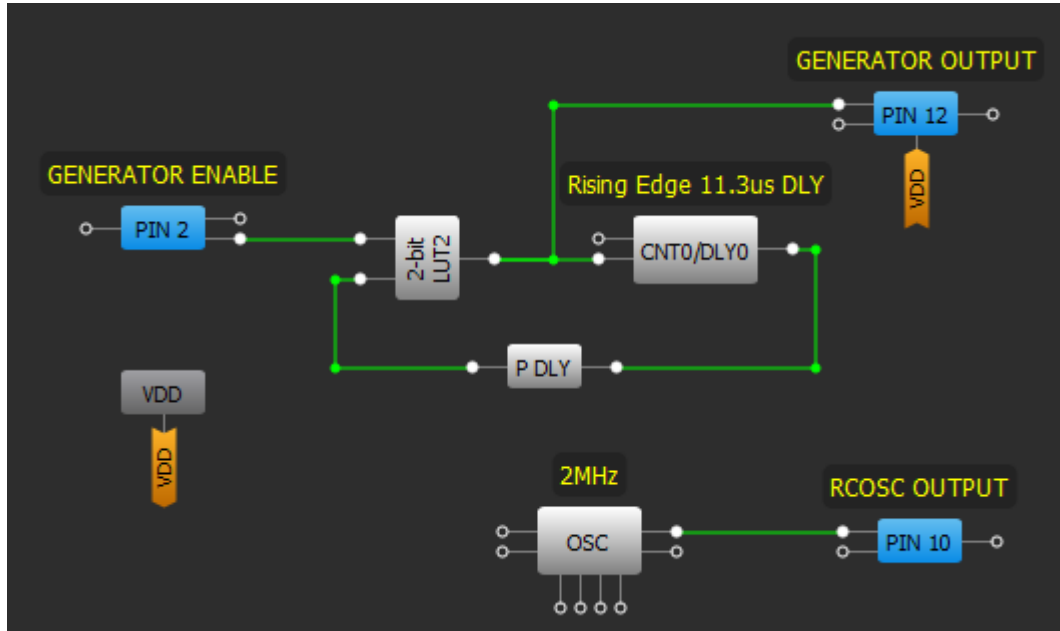 GENERATOR OUTPUT
PIN 12
VDD
GENERATOR ENABLE
PIN 2
Rising Edge 11.3us DLY
2-bit
LUT2
CNT0/DLY0
P DLY
VDD
VDD
2MHz
OSC
RCOSC OUTPUT
PIN 10